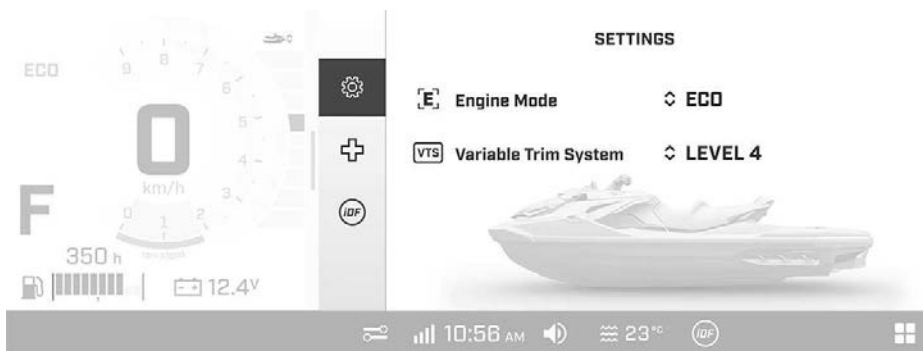 SETTINGS
ECO
9 8 7
6
5
4
3
0 1 2
0
km/h
F
350 h
12.4V
[E] Engine Mode ECO
VTS Variable Trim System LEVEL 4
iDF
10:56 AM 23°C iDF